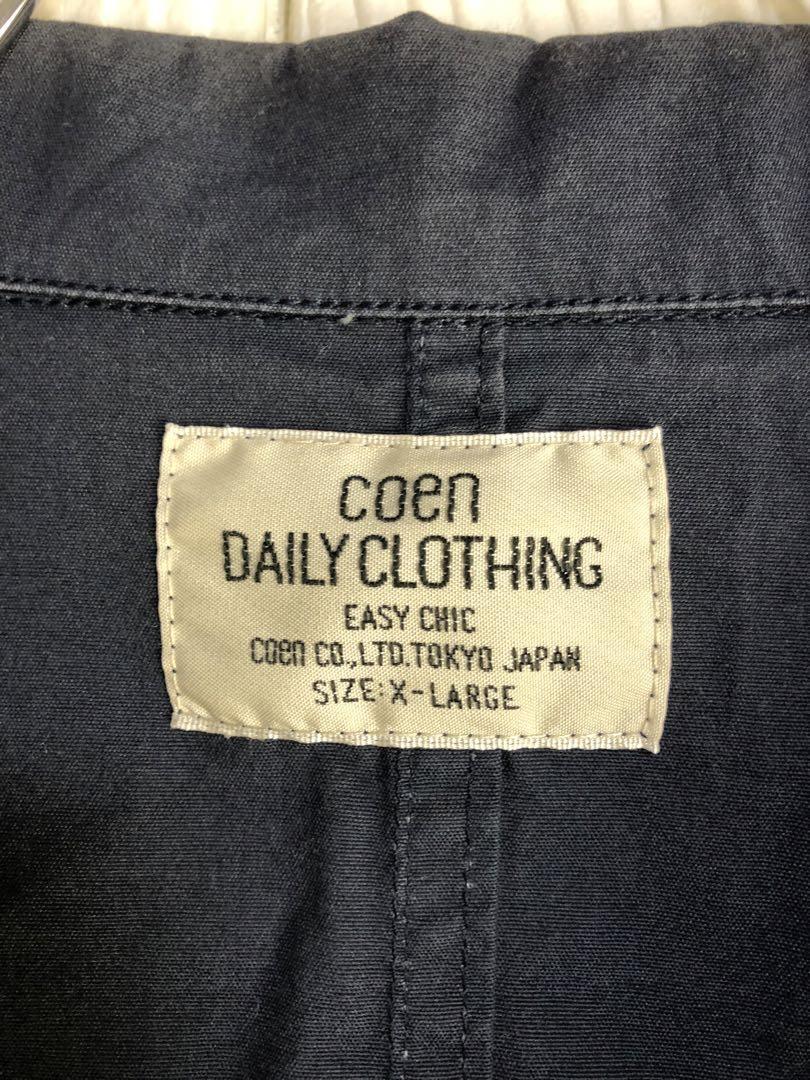 coen
DAILY CLOTHING
EASY CHIC
coen CO.,LTD.TOKYO JAPAN
SIZE:X-LARGE